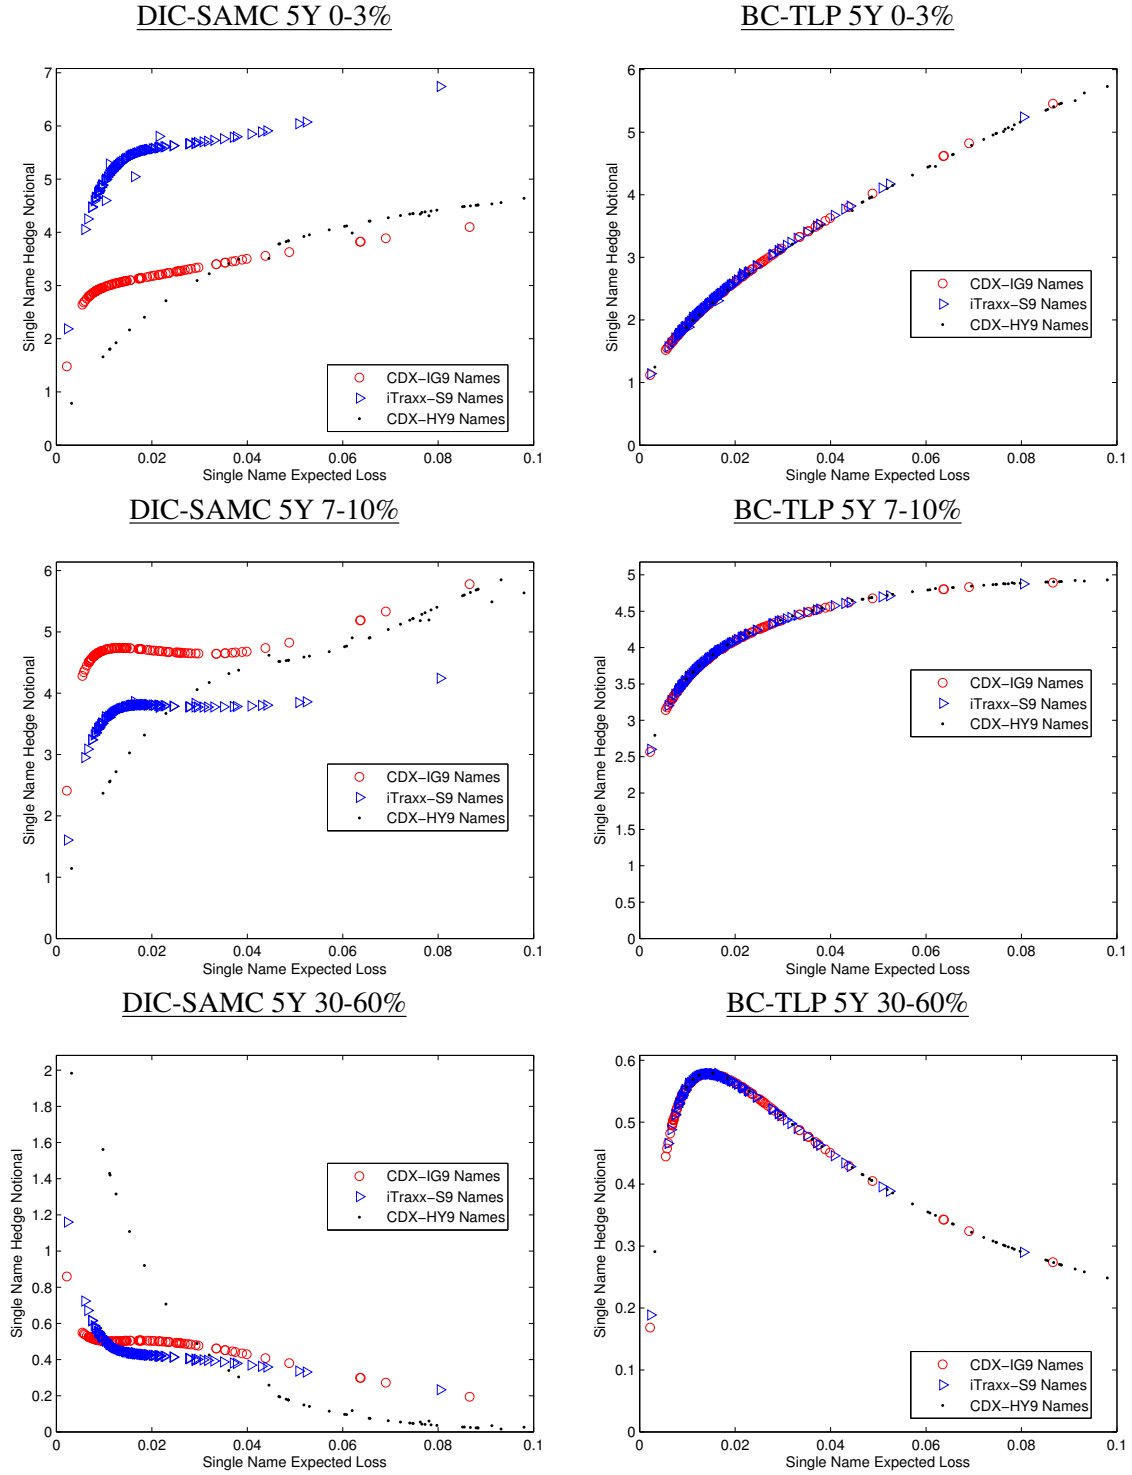 DIC-SAMC 5Y 0-3%
7
6
5
4
3
2
1
0
Single Name Hedge Notional
CDX−IG9 Names
iTraxx−S9 Names
CDX−HY9 Names
0 0.02 0.04 0.06 0.08 0.1
Single Name Expected Loss
BC-TLP 5Y 0-3%
6
5
4
3
2
1
0
Single Name Hedge Notional
CDX−IG9 Names
iTraxx−S9 Names
CDX−HY9 Names
0 0.02 0.04 0.06 0.08 0.1
Single Name Expected Loss
DIC-SAMC 5Y 7-10%
6
5
4
3
2
1
0
Single Name Hedge Notional
CDX−IG9 Names
iTraxx−S9 Names
CDX−HY9 Names
0 0.02 0.04 0.06 0.08 0.1
Single Name Expected Loss
BC-TLP 5Y 7-10%
5
4.5
4
3.5
3
2.5
2
1.5
1
0.5
0
Single Name Hedge Notional
CDX−IG9 Names
iTraxx−S9 Names
CDX−HY9 Names
0 0.02 0.04 0.06 0.08 0.1
Single Name Expected Loss
DIC-SAMC 5Y 30-60%
2
1.8
1.6
1.4
1.2
1
0.8
0.6
0.4
0.2
0
Single Name Hedge Notional
CDX−IG9 Names
iTraxx−S9 Names
CDX−HY9 Names
0 0.02 0.04 0.06 0.08 0.1
Single Name Expected Loss
BC-TLP 5Y 30-60%
0.6
0.5
0.4
0.3
0.2
0.1
0
Single Name Hedge Notional
CDX−IG9 Names
iTraxx−S9 Names
CDX−HY9 Names
0 0.02 0.04 0.06 0.08 0.1
Single Name Expected Loss